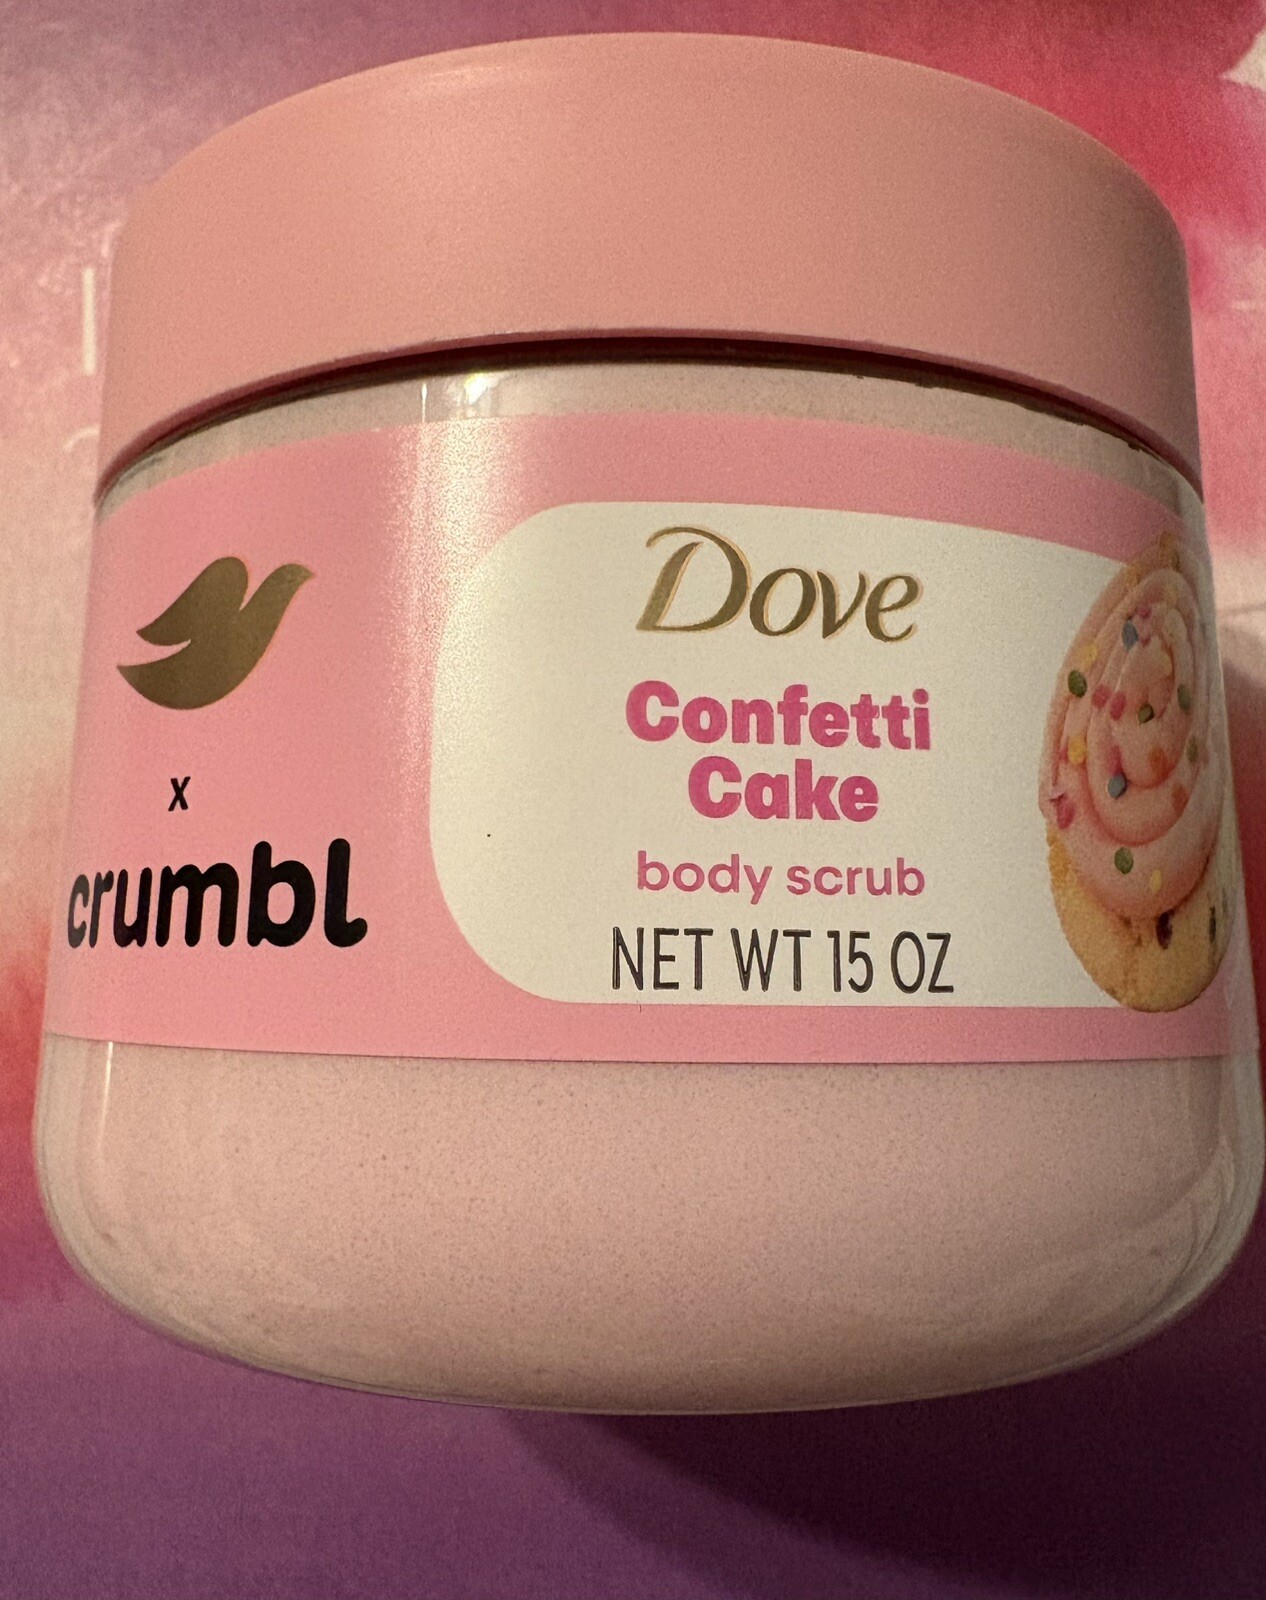 x
crumbl
Dove
Confetti
Cake
body scrub
NET WT 15 OZ